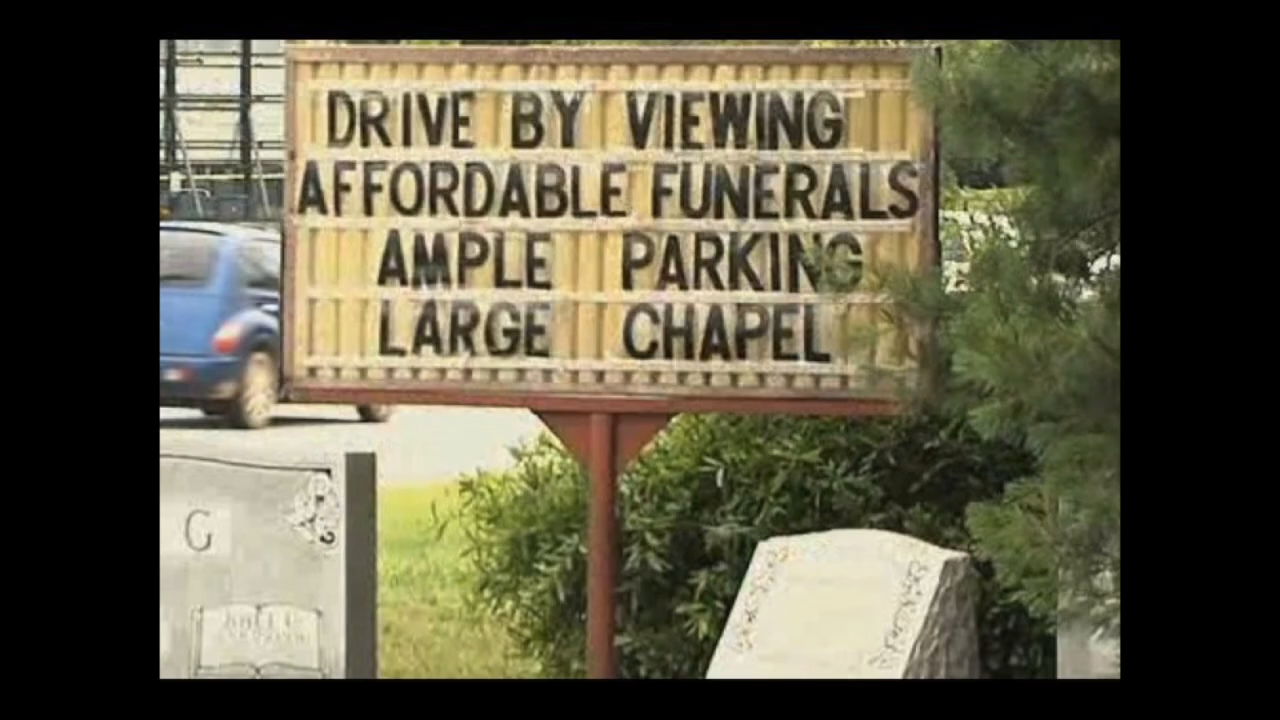 DRIVE BY VIEWING
AFFORDABLE FUNERALS
AMPLE PARKING
LARGE CHAPEL
G